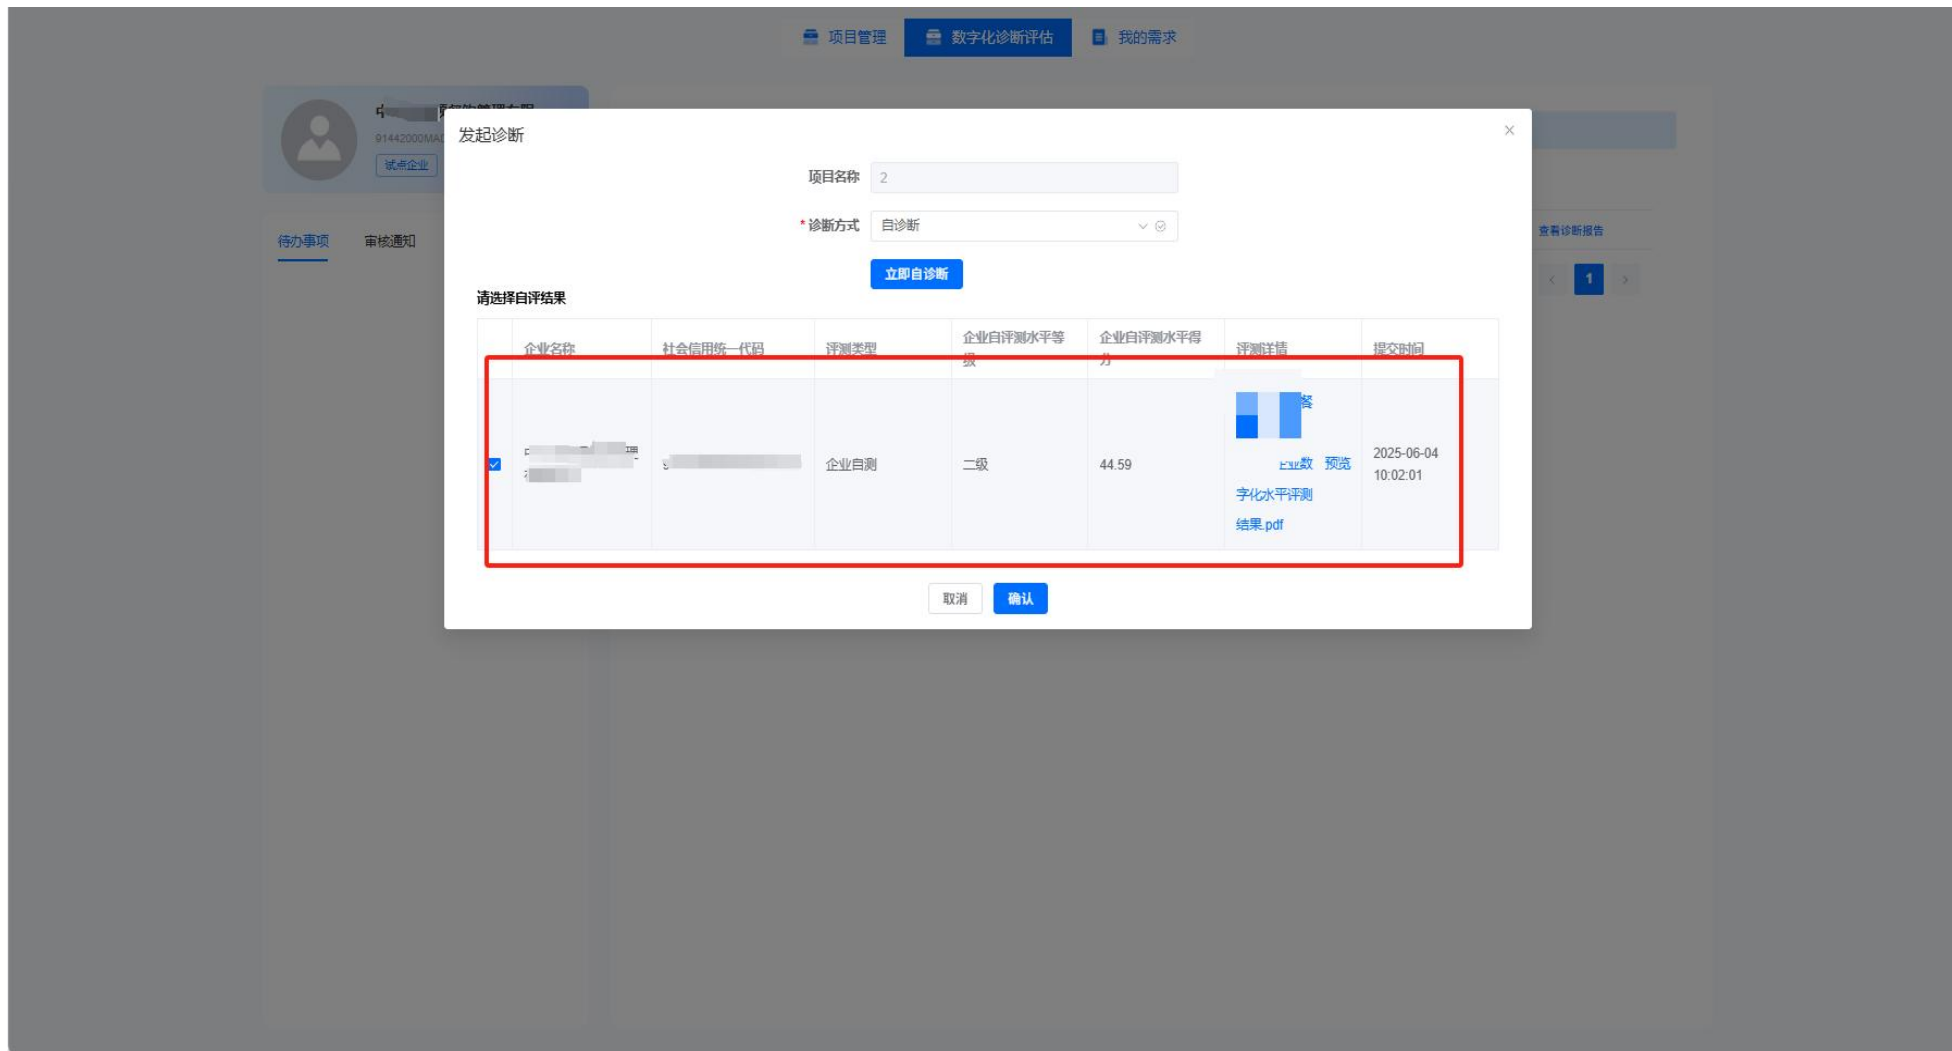 项目管理
数字化诊断评估
我的需求
91442000MA
试点企业
待办事项
审核通知
发起诊断
项目名称 2
*诊断方式 自诊断
立即自诊断
查看诊断报告
1
请选择自评结果
企业名称
社会信用统一代码
评测类型
企业自评测水平等
级
企业自评测水平得
分
评测详情
提交时间
理
企业自测
二级
44.59
餐
企业数
字化水平评测
结果.pdf
预览
2025-06-04
10:02:01
取消
确认